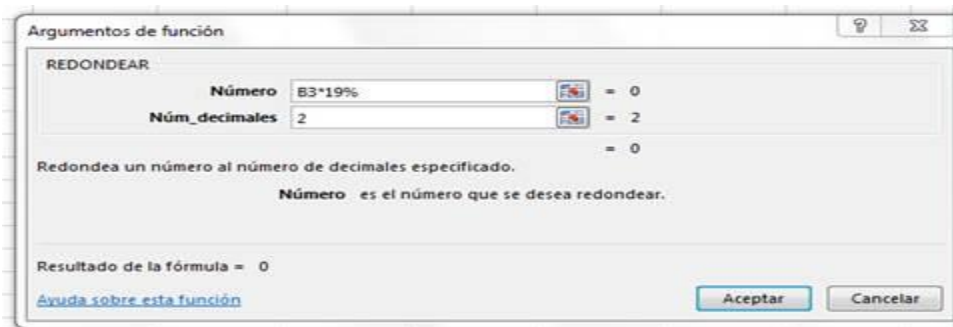 Argumentos de función
REDONDEAR
Número B3*19% = 0
Núm_decimales 2 = 2
= 0
Redondea un número al número de decimales especificado.
Número es el número que se desea redondear.
Resultado de la fórmula = 0
Ayuda sobre esta función Aceptar Cancelar